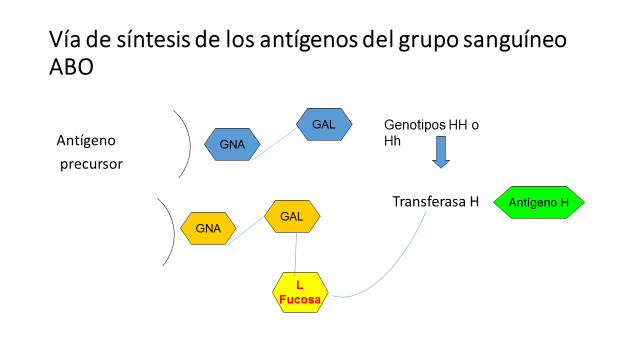 Vía de síntesis de los antígenos del grupo sanguíneo
ABO
Antígeno
precursor
GNA
GAL
Genotipos HH o
Hh
Transferasa H
Antígeno H
GNA
GAL
L
Fucosa